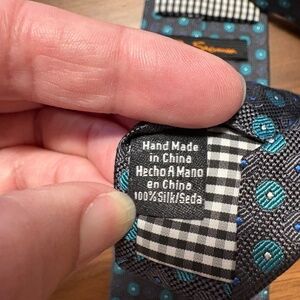 Hand Made
in China
Hecho A Mano
en China
100% Silk/Seda